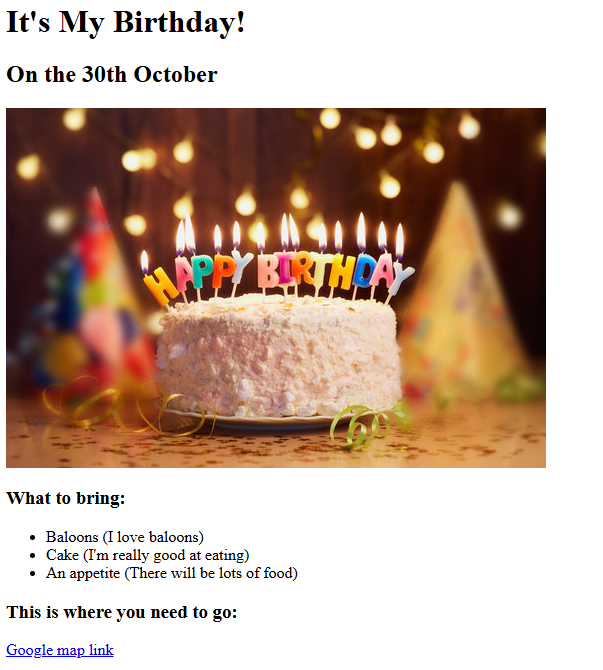 It's My Birthday!
On the 30th October
HAPPY BIRTHDAY
What to bring:
Baloons (I love baloons)
Cake (I'm really good at eating)
An appetite (There will be lots of food)
This is where you need to go:
Google map link